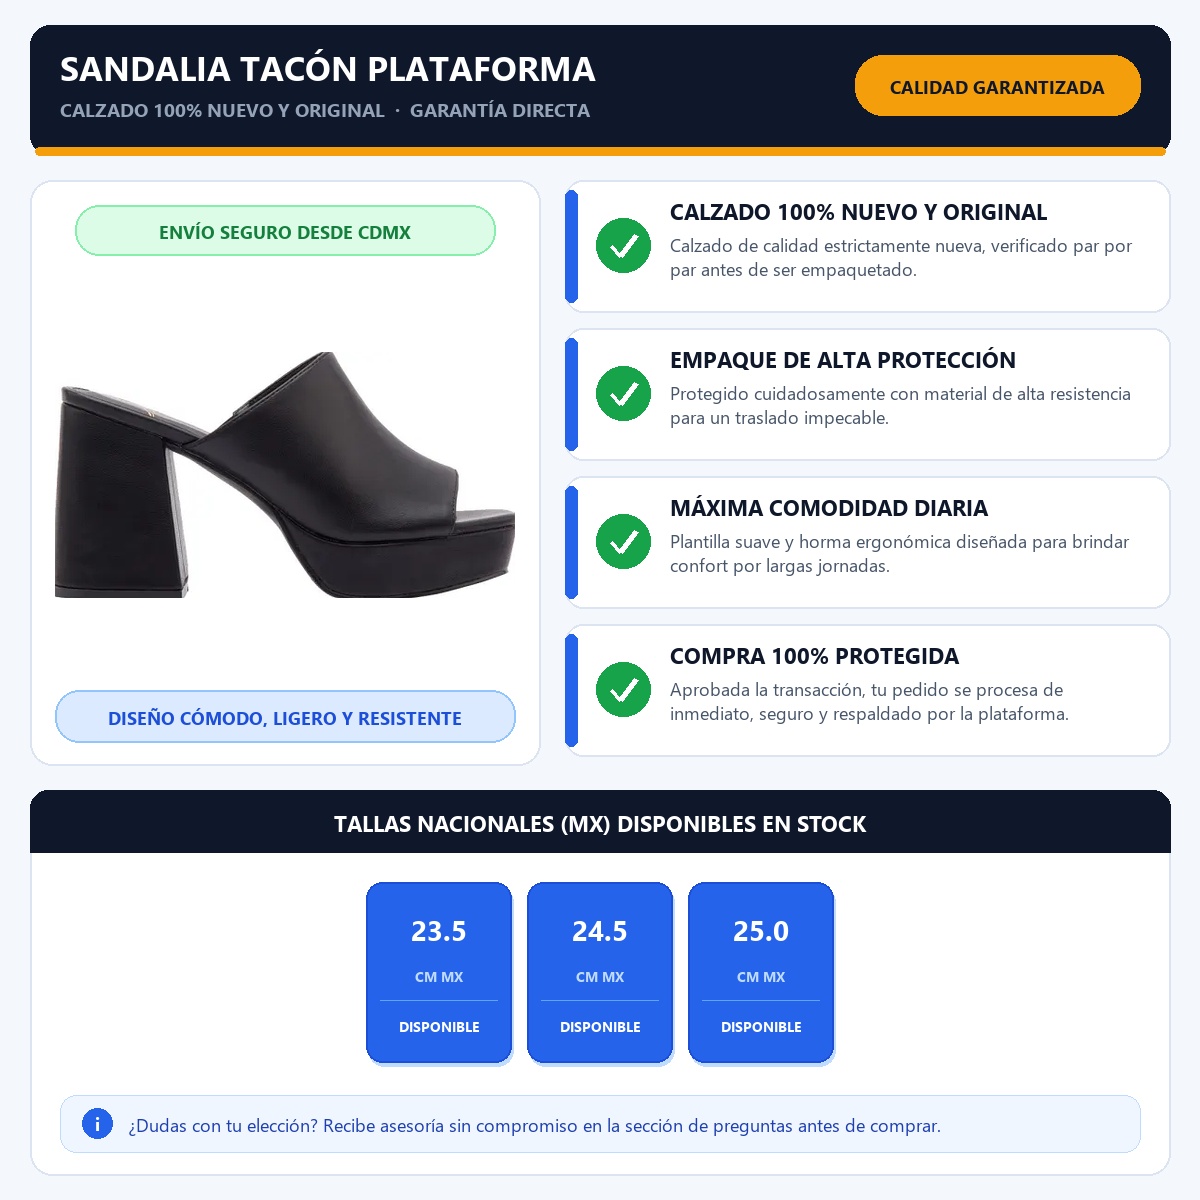 SANDALIA TACÓN PLATAFORMA
CALZADO 100% NUEVO Y ORIGINAL · GARANTÍA DIRECTA
CALIDAD GARANTIZADA
ENVÍO SEGURO DESDE CDMX
DISEÑO CÓMODO, LIGERO Y RESISTENTE
CALZADO 100% NUEVO Y ORIGINAL
Calzado de calidad estrictamente nueva, verificado par por
par antes de ser empaquetado.
EMPAQUE DE ALTA PROTECCIÓN
Protegido cuidadosamente con material de alta resistencia
para un traslado impecable.
MÁXIMA COMODIDAD DIARIA
Plantilla suave y horma ergonómica diseñada para brindar
confort por largas jornadas.
COMPRA 100% PROTEGIDA
Aprobada la transacción, tu pedido se procesa de
inmediato, seguro y respaldado por la plataforma.
TALLAS NACIONALES (MX) DISPONIBLES EN STOCK
23.5
CM MX
DISPONIBLE
24.5
CM MX
DISPONIBLE
25.0
CM MX
DISPONIBLE
¿Dudas con tu elección? Recibe asesoría sin compromiso en la sección de preguntas antes de comprar.